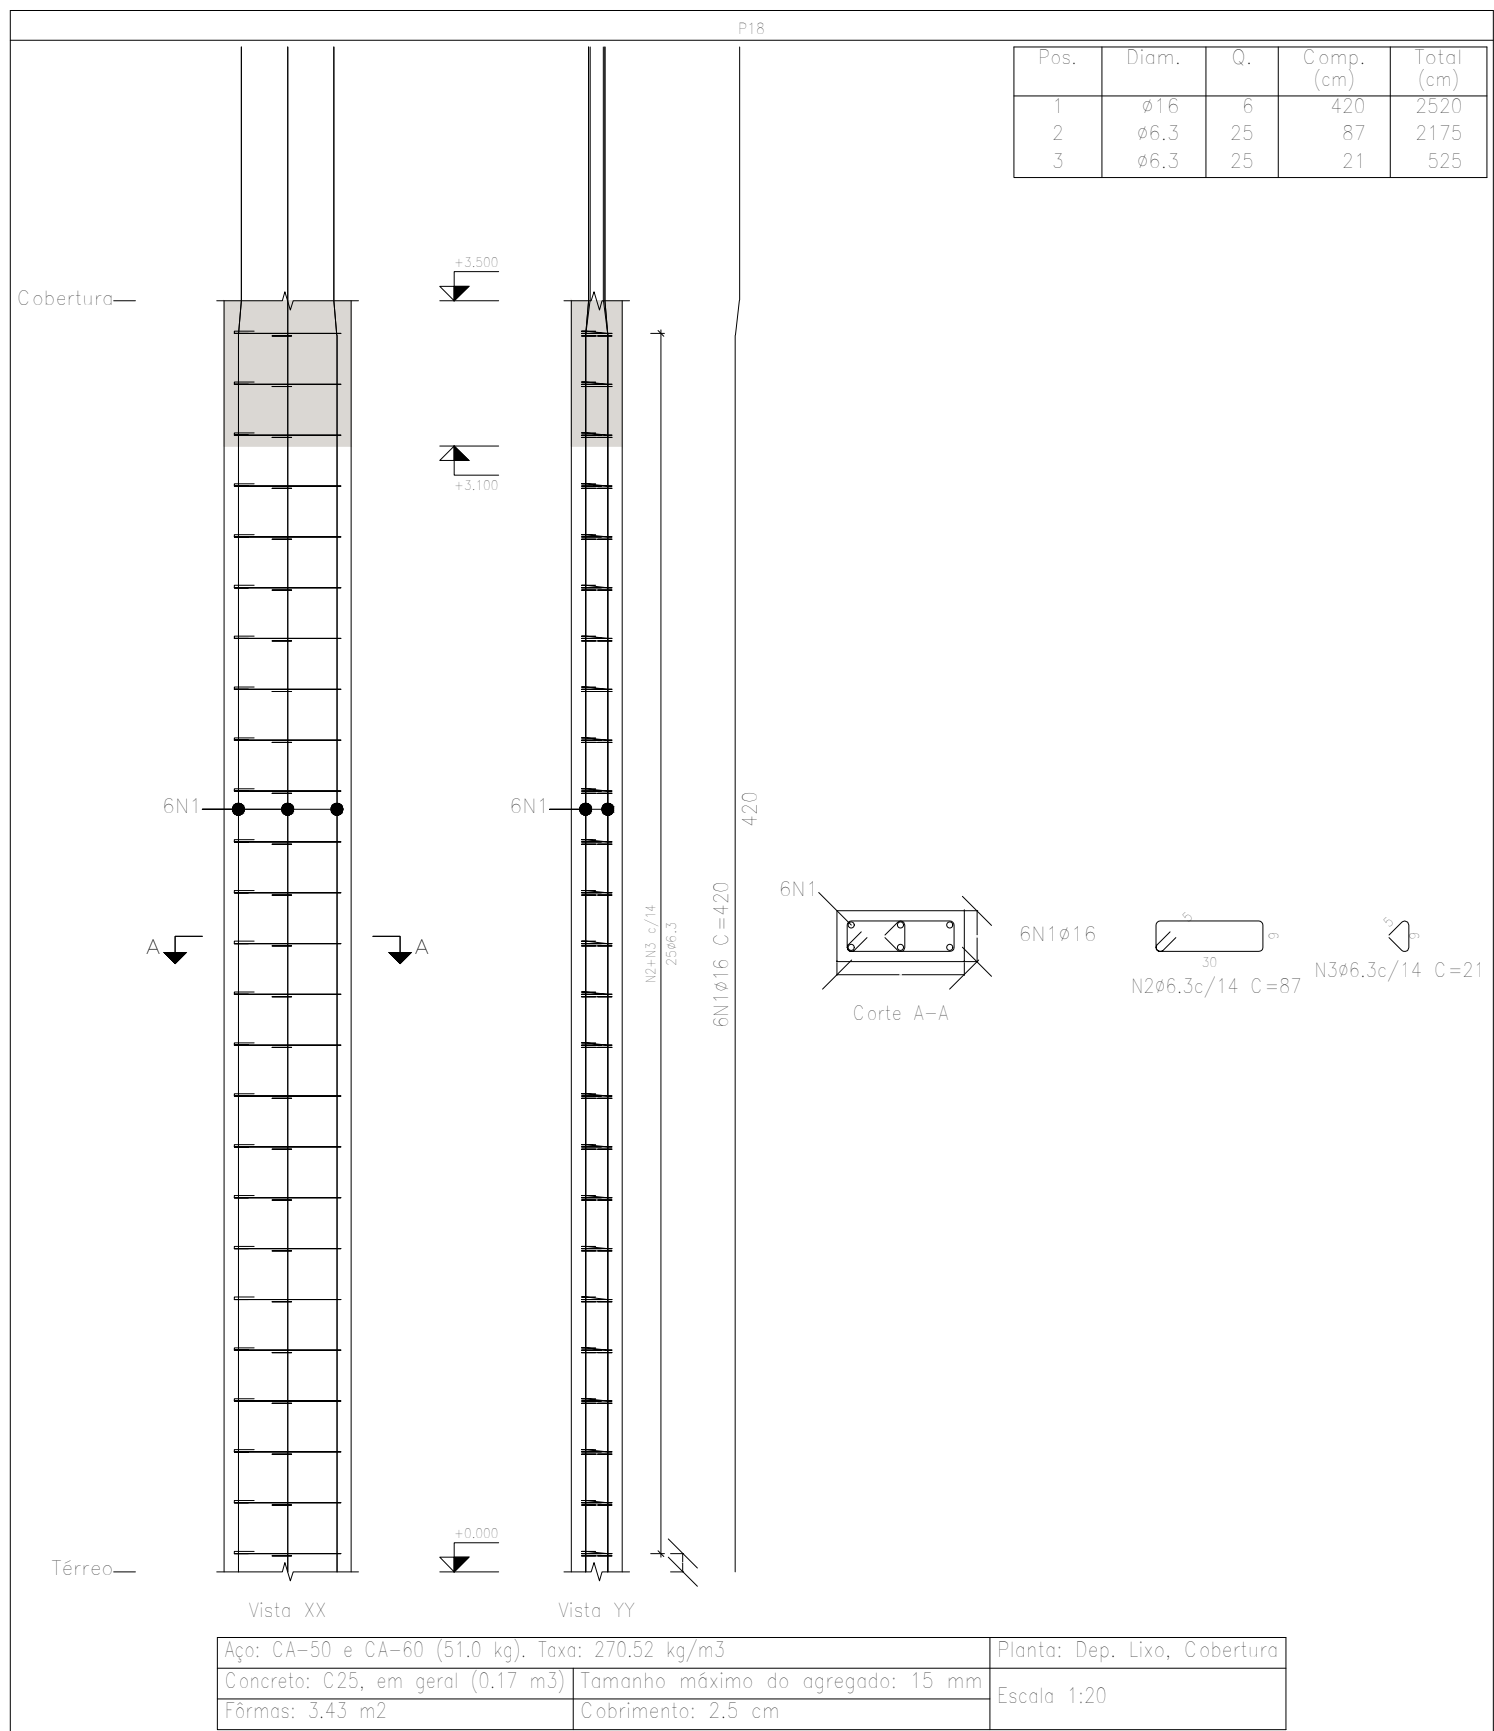 P18
Pos. Diam. Q. Comp. (cm) Total (cm)
1 ø16 6 420 2520
2 ø6.3 25 87 2175
3 ø6.3 25 21 525
+3.500
Cobertura
+3.100
6N1
6N1
420
6N1ø16 C=420
N2+N3 c/14
25ø6.3
A
A
6N1
6N1ø16
Corte A-A
5
9
30
N2ø6.3c/14 C=87
5
9
N3ø6.3c/14 C=21
+0.000
Térreo
Vista XX
Vista YY
Aço: CA-50 e CA-60 (51.0 kg). Taxa: 270.52 kg/m3
Planta: Dep. Lixo, Cobertura
Concreto: C25, em geral (0.17 m3)
Tamanho máximo do agregado: 15 mm
Escala 1:20
Fôrmas: 3.43 m2
Cobrimento: 2.5 cm